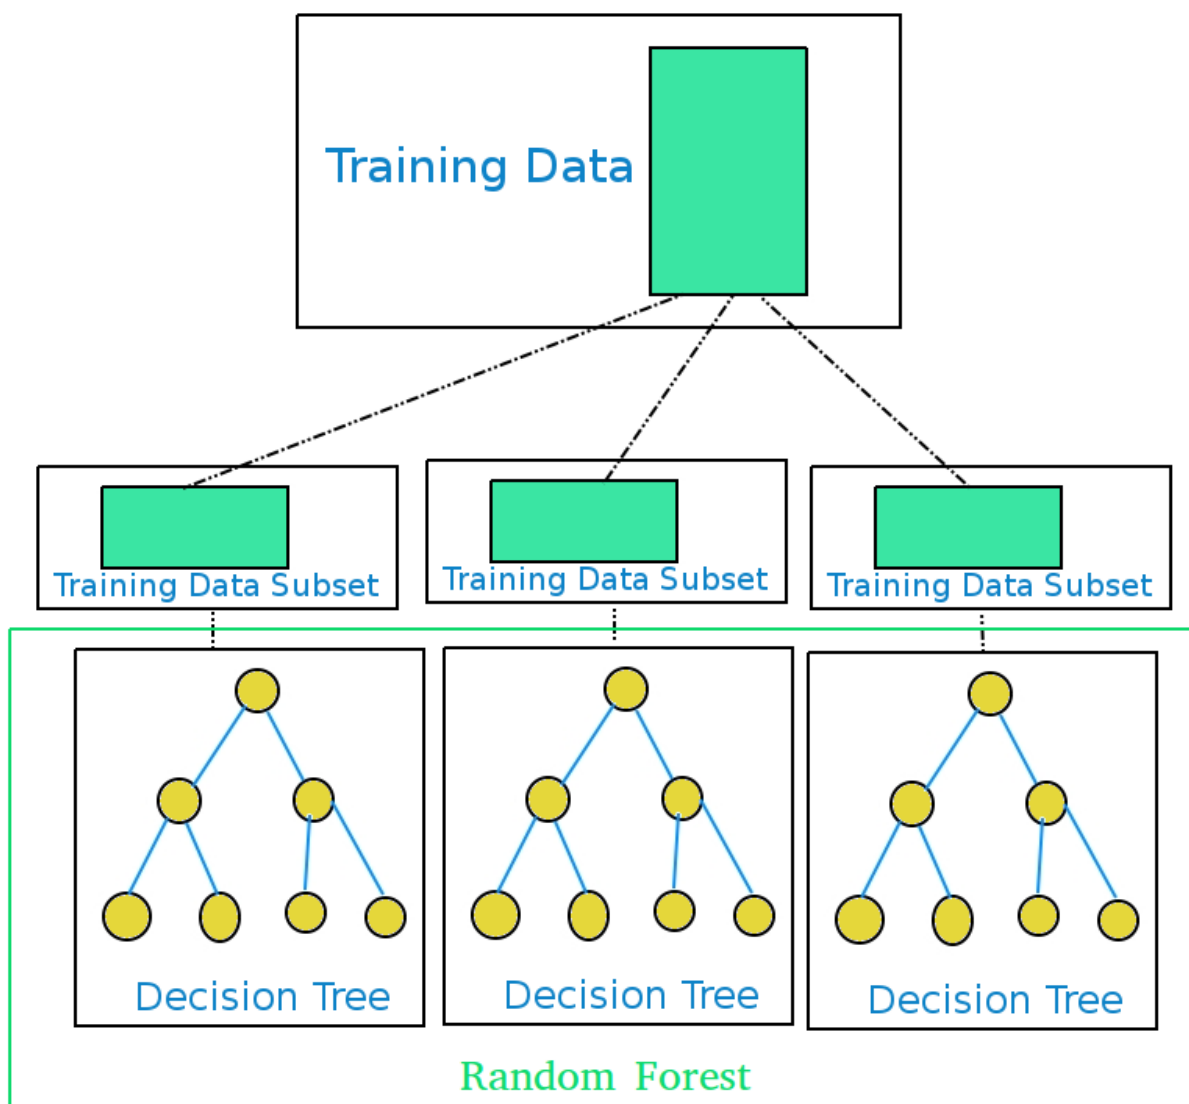 Training Data
Training Data Subset
Training Data Subset
Training Data Subset
Decision Tree
Decision Tree
Decision Tree
Random Forest